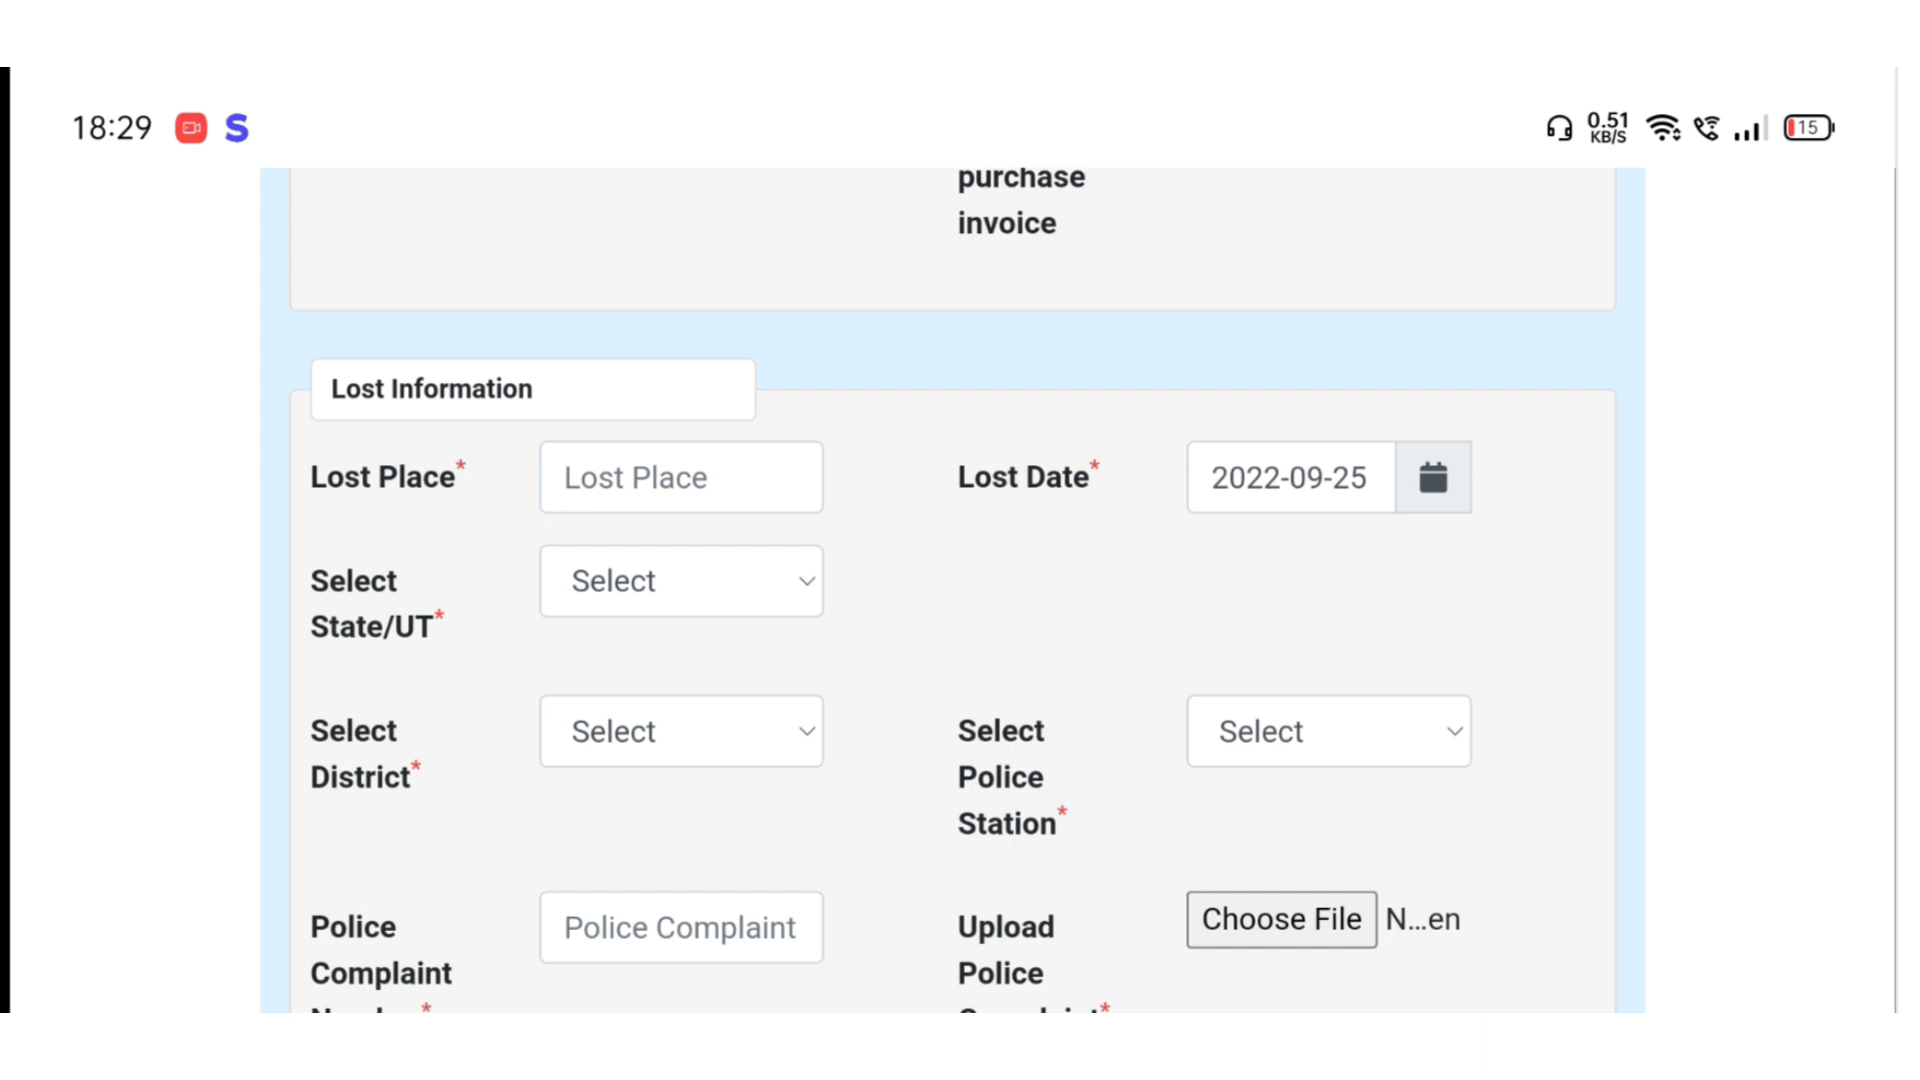 18:29 S 0.51 KB/S 15
purchase
invoice
Lost Information
Lost Place* Lost Place Lost Date* 2022-09-25
Select Select
State/UT*
Select Select Select Select
District* Police
Station*
Police Police Complaint Upload Choose File N...en
Complaint Police